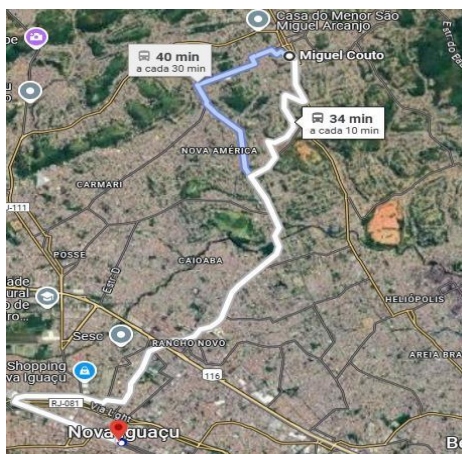 Casa do Menor São
Miguel Arcanjo
40 min
a cada 30 min
Miguel Couto
34 min
a cada 10 min
NOVA AMÉRICA
CARMARI
RJ-111
POSSE
CAIOABA
Estr. D
HELIÓPOLIS
Sesc
RANCHO NOVO
AREIA BRA
Shopping
va Iguaçu
116
RJ-081
Via Light
Nova Iguaçu